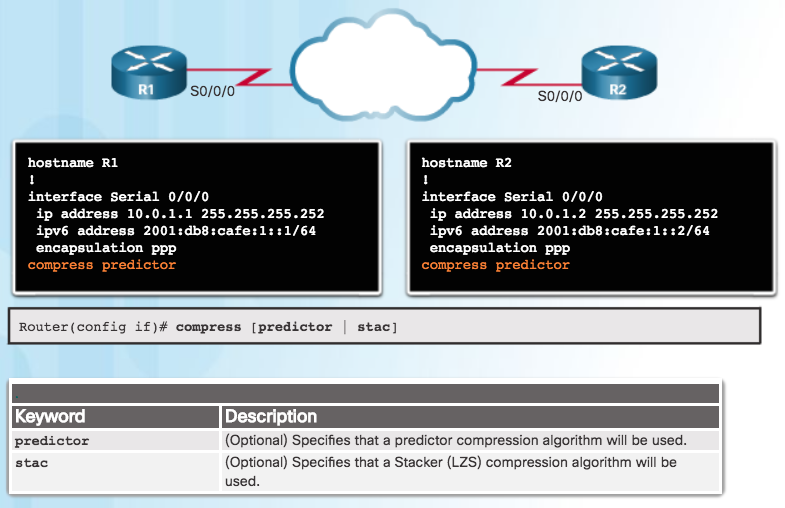 R1
S0/0/0
S0/0/0
R2
hostname R1
!
interface Serial 0/0/0
ip address 10.0.1.1 255.255.255.252
ipv6 address 2001:db8:cafe:1::1/64
encapsulation ppp
compress predictor
hostname R2
!
interface Serial 0/0/0
ip address 10.0.1.2 255.255.255.252
ipv6 address 2001:db8:cafe:1::2/64
encapsulation ppp
compress predictor
Router(config if)# compress [predictor | stac]
.
Keyword Description
predictor (Optional) Specifies that a predictor compression algorithm will be used.
stac (Optional) Specifies that a Stacker (LZS) compression algorithm will be
used.